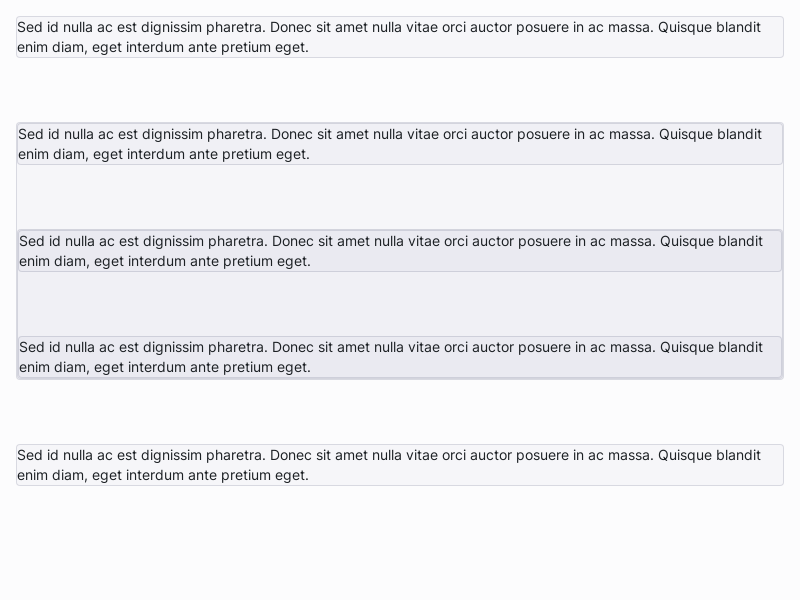 Sed id nulla ac est dignissim pharetra. Donec sit amet nulla vitae orci auctor posuere in ac massa. Quisque blandit
enim diam, eget interdum ante pretium eget.
Sed id nulla ac est dignissim pharetra. Donec sit amet nulla vitae orci auctor posuere in ac massa. Quisque blandit
enim diam, eget interdum ante pretium eget.
Sed id nulla ac est dignissim pharetra. Donec sit amet nulla vitae orci auctor posuere in ac massa. Quisque blandit
enim diam, eget interdum ante pretium eget.
Sed id nulla ac est dignissim pharetra. Donec sit amet nulla vitae orci auctor posuere in ac massa. Quisque blandit
enim diam, eget interdum ante pretium eget.
Sed id nulla ac est dignissim pharetra. Donec sit amet nulla vitae orci auctor posuere in ac massa. Quisque blandit
enim diam, eget interdum ante pretium eget.